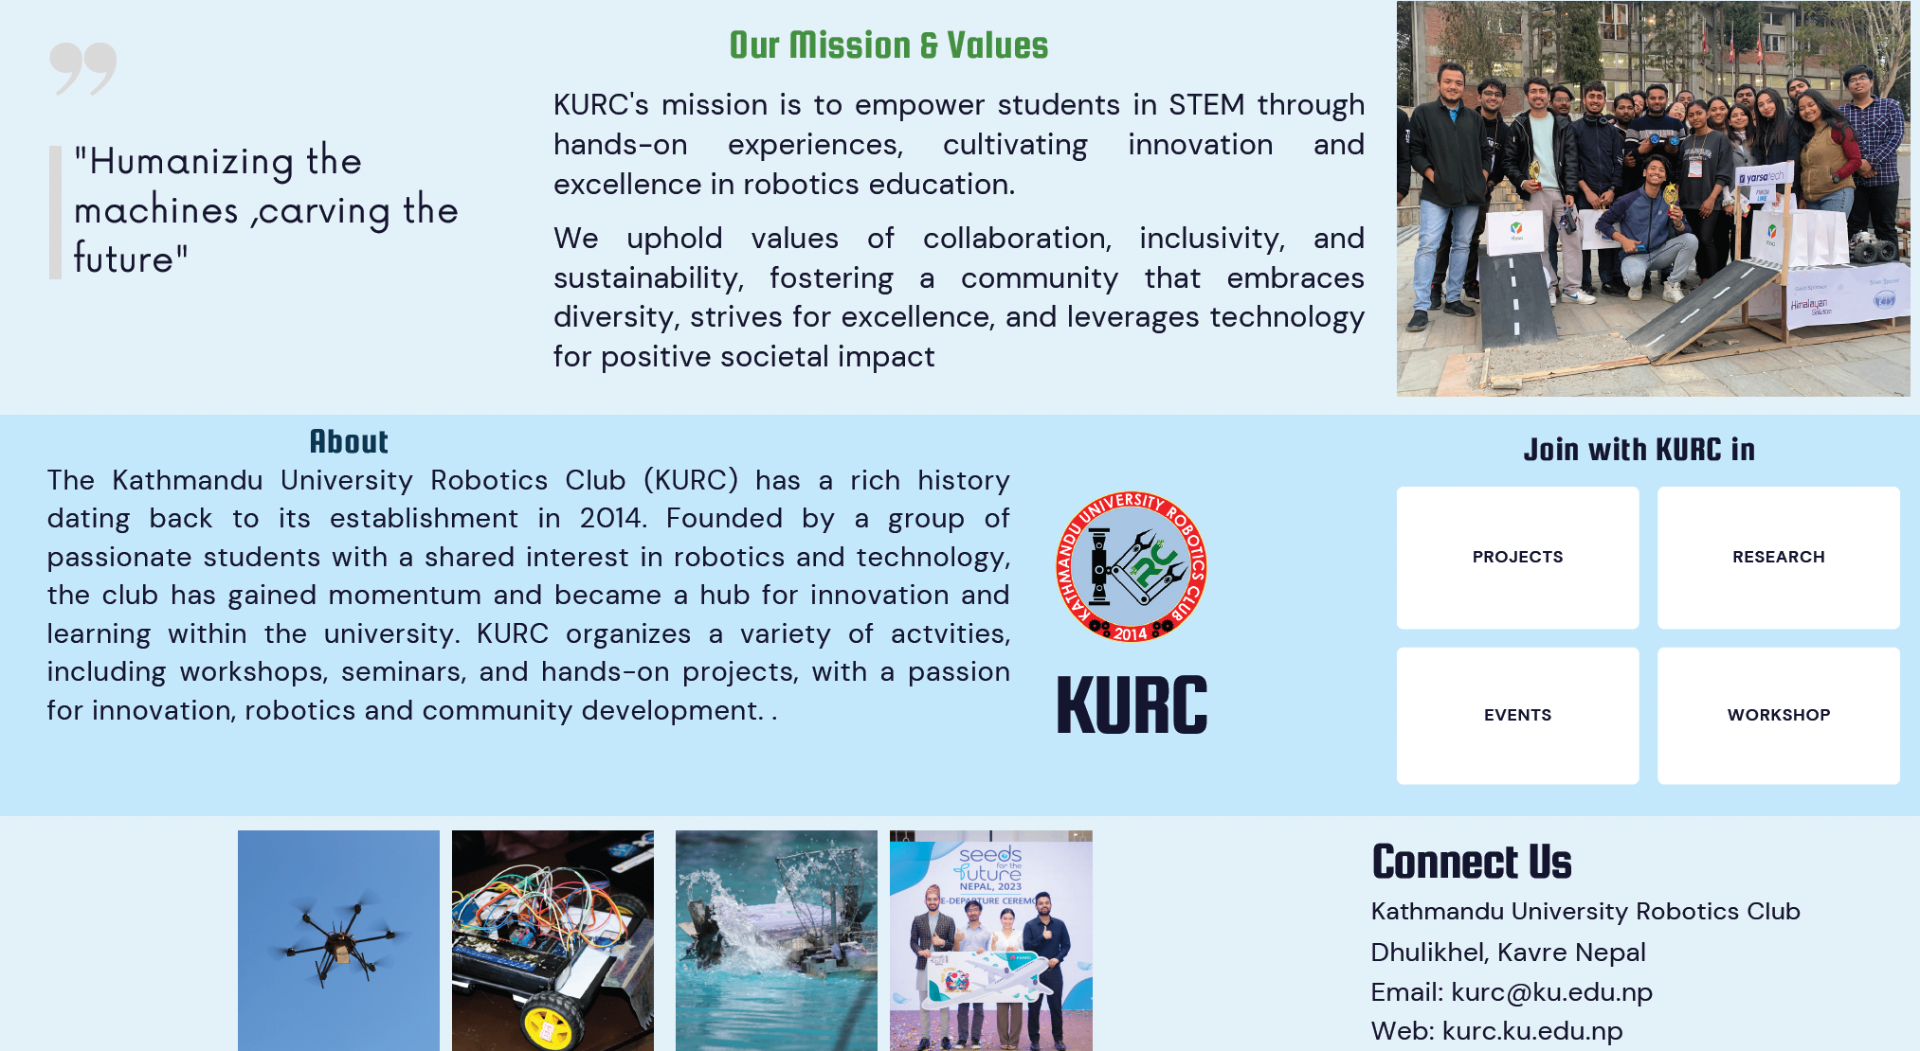 ”
"Humanizing the
machines ,carving the
future"
Our Mission & Values
KURC's mission is to empower students in STEM through
hands-on experiences, cultivating innovation and
excellence in robotics education.
We uphold values of collaboration, inclusivity, and
sustainability, fostering a community that embraces
diversity, strives for excellence, and leverages technology
for positive societal impact
yarsatech
Himalayan
Solution
About
The Kathmandu University Robotics Club (KURC) has a rich history
dating back to its establishment in 2014. Founded by a group of
passionate students with a shared interest in robotics and technology,
the club has gained momentum and became a hub for innovation and
learning within the university. KURC organizes a variety of actvities,
including workshops, seminars, and hands-on projects, with a passion
for innovation, robotics and community development. .
KATHMANDU UNIVERSITY ROBOTICS CLUB
RC
2014
KURC
Join with KURC in
PROJECTS
RESEARCH
EVENTS
WORKSHOP
seeds
for the
future
NEPAL, 2023
E-DEPARTURE CEREMO
Connect Us
Kathmandu University Robotics Club
Dhulikhel, Kavre Nepal
Email: kurc@ku.edu.np
Web: kurc.ku.edu.np